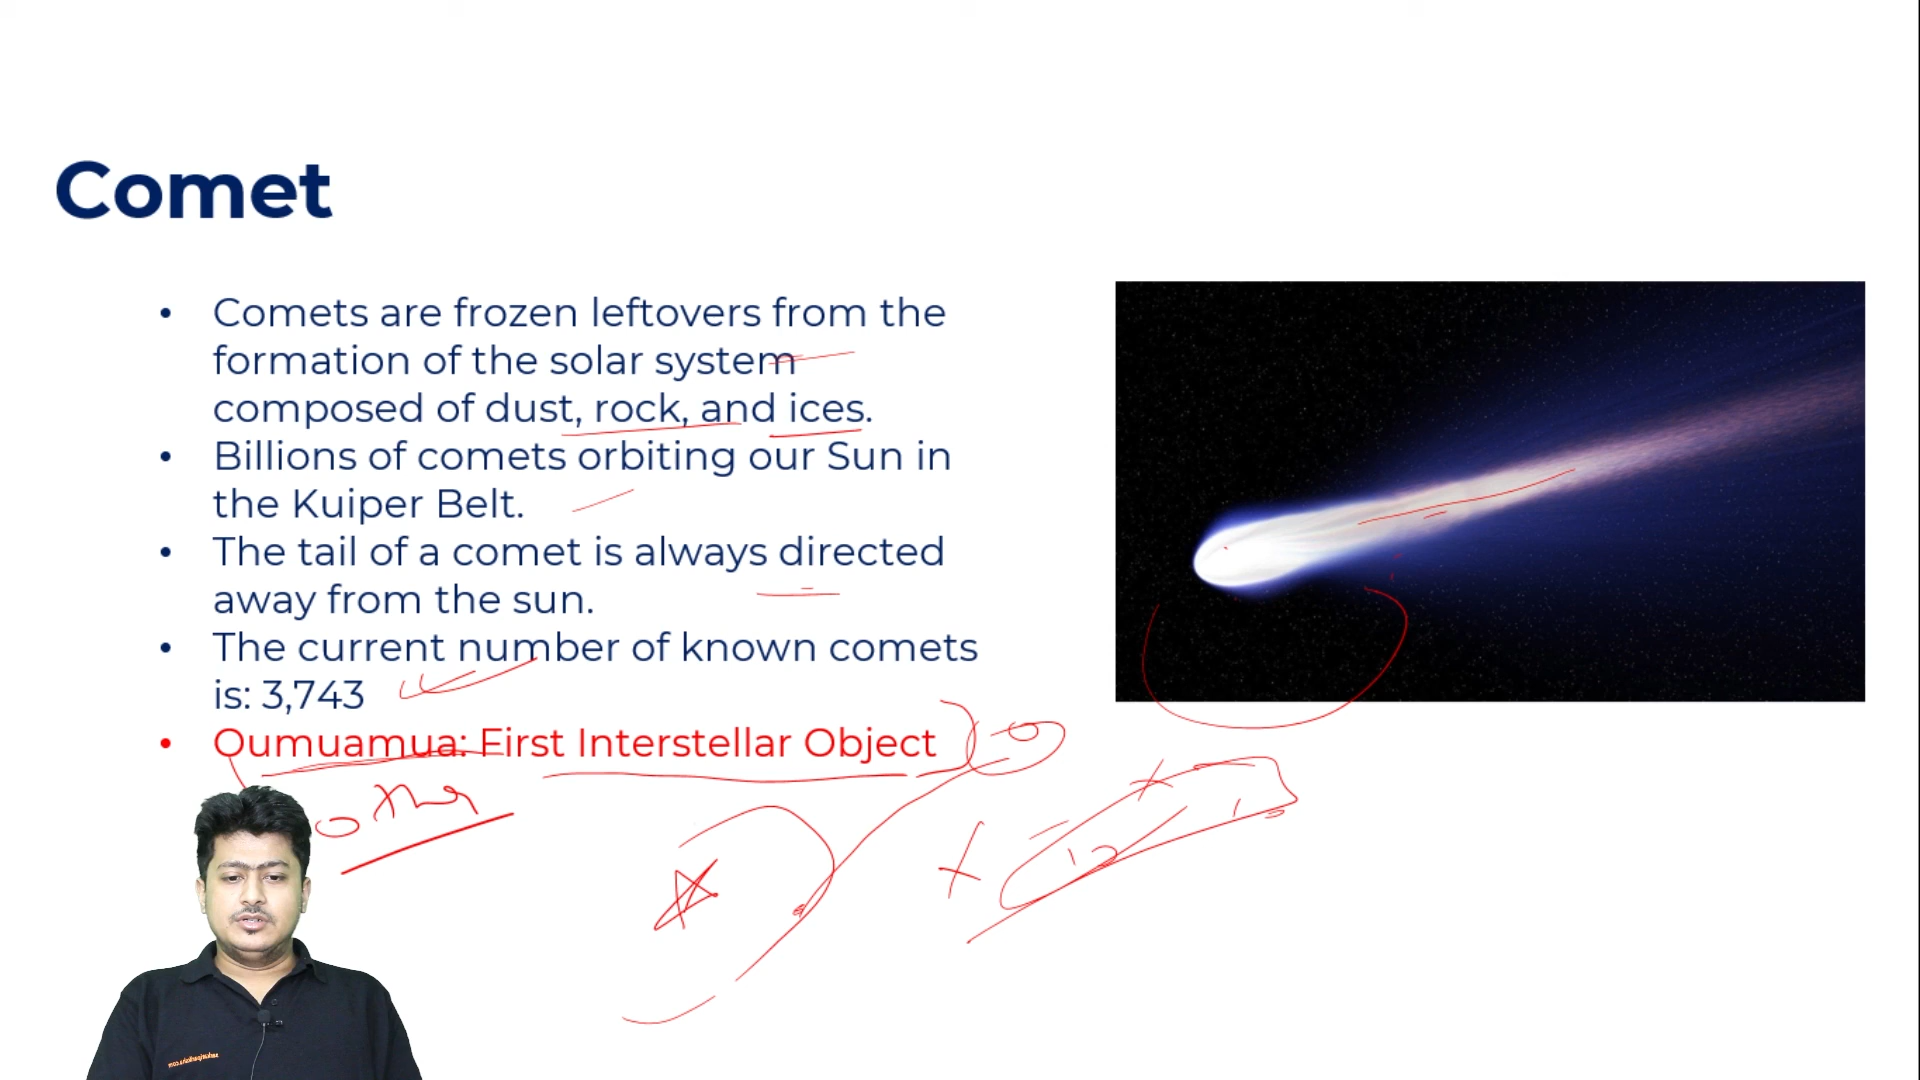 Comet
• Comets are frozen leftovers from the
formation of the solar system
composed of dust, rock, and ices.
• Billions of comets orbiting our Sun in
the Kuiper Belt.
• The tail of a comet is always directed
away from the sun.
• The current number of known comets
is: 3,743
• Oumuamua: First Interstellar Object
other